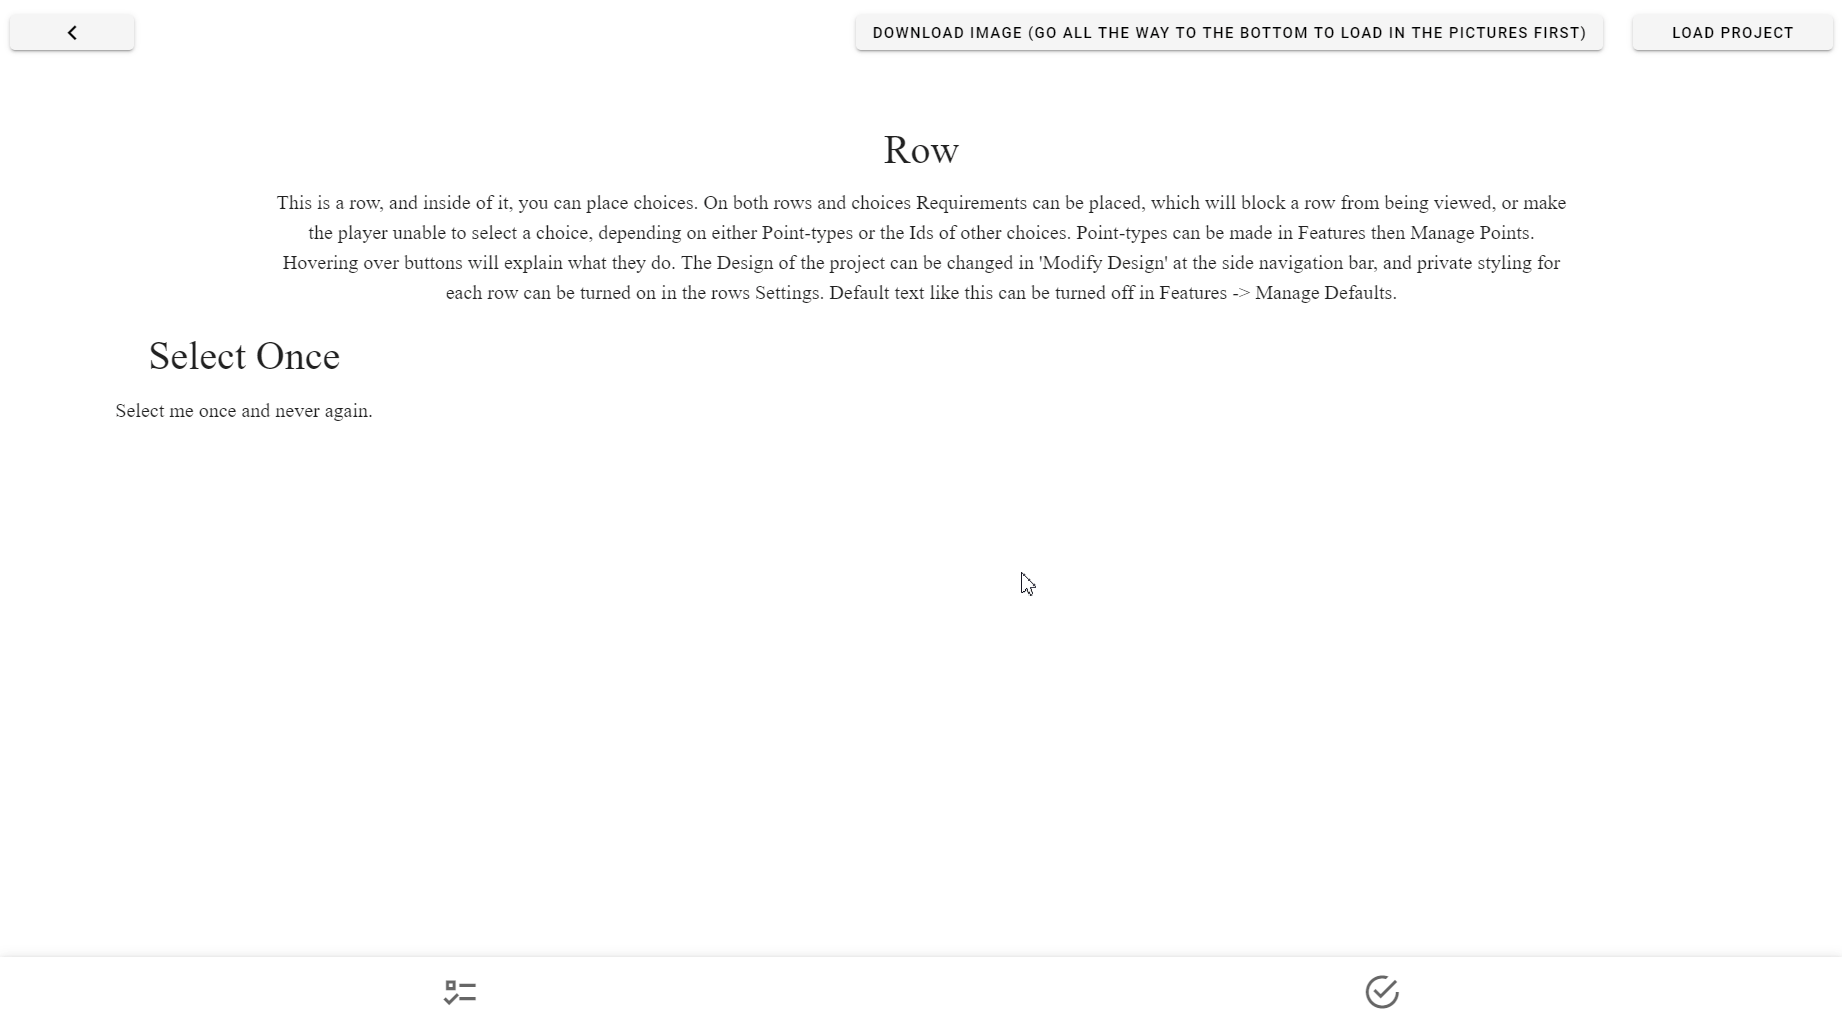 DOWNLOAD IMAGE (GO ALL THE WAY TO THE BOTTOM TO LOAD IN THE PICTURES FIRST)
LOAD PROJECT
Row
This is a row, and inside of it, you can place choices. On both rows and choices Requirements can be placed, which will block a row from being viewed, or make
the player unable to select a choice, depending on either Point-types or the Ids of other choices. Point-types can be made in Features then Manage Points.
Hovering over buttons will explain what they do. The Design of the project can be changed in 'Modify Design' at the side navigation bar, and private styling for
each row can be turned on in the rows Settings. Default text like this can be turned off in Features -> Manage Defaults.
Select Once
Select me once and never again.